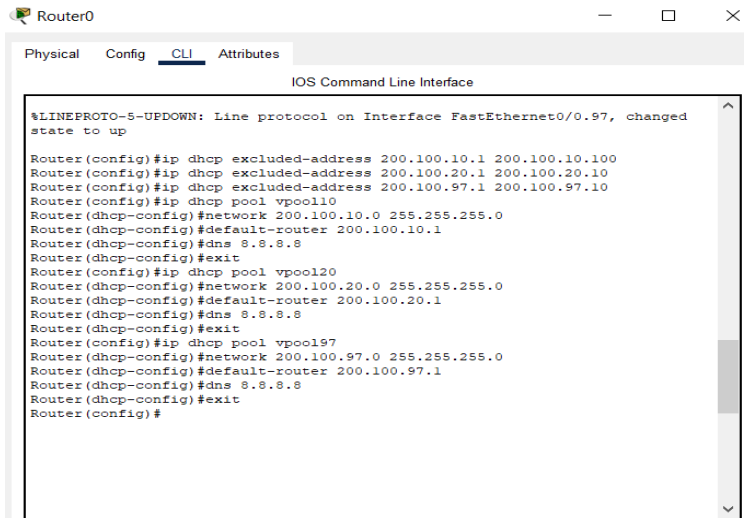 Router0
Physical Config CLI Attributes
IOS Command Line Interface
%LINEPROTO-5-UPDOWN: Line protocol on Interface FastEthernet0/0.97, changed
state to up
Router(config)#ip dhcp excluded-address 200.100.10.1 200.100.10.100
Router(config)#ip dhcp excluded-address 200.100.20.1 200.100.20.10
Router(config)#ip dhcp excluded-address 200.100.97.1 200.100.97.10
Router(config)#ip dhcp pool vpool10
Router(dhcp-config)#network 200.100.10.0 255.255.255.0
Router(dhcp-config)#default-router 200.100.10.1
Router(dhcp-config)#dns 8.8.8.8
Router(dhcp-config)#exit
Router(config)#ip dhcp pool vpool20
Router(dhcp-config)#network 200.100.20.0 255.255.255.0
Router(dhcp-config)#default-router 200.100.20.1
Router(dhcp-config)#dns 8.8.8.8
Router(dhcp-config)#exit
Router(config)#ip dhcp pool vpool97
Router(dhcp-config)#network 200.100.97.0 255.255.255.0
Router(dhcp-config)#default-router 200.100.97.1
Router(dhcp-config)#dns 8.8.8.8
Router(dhcp-config)#exit
Router(config)#